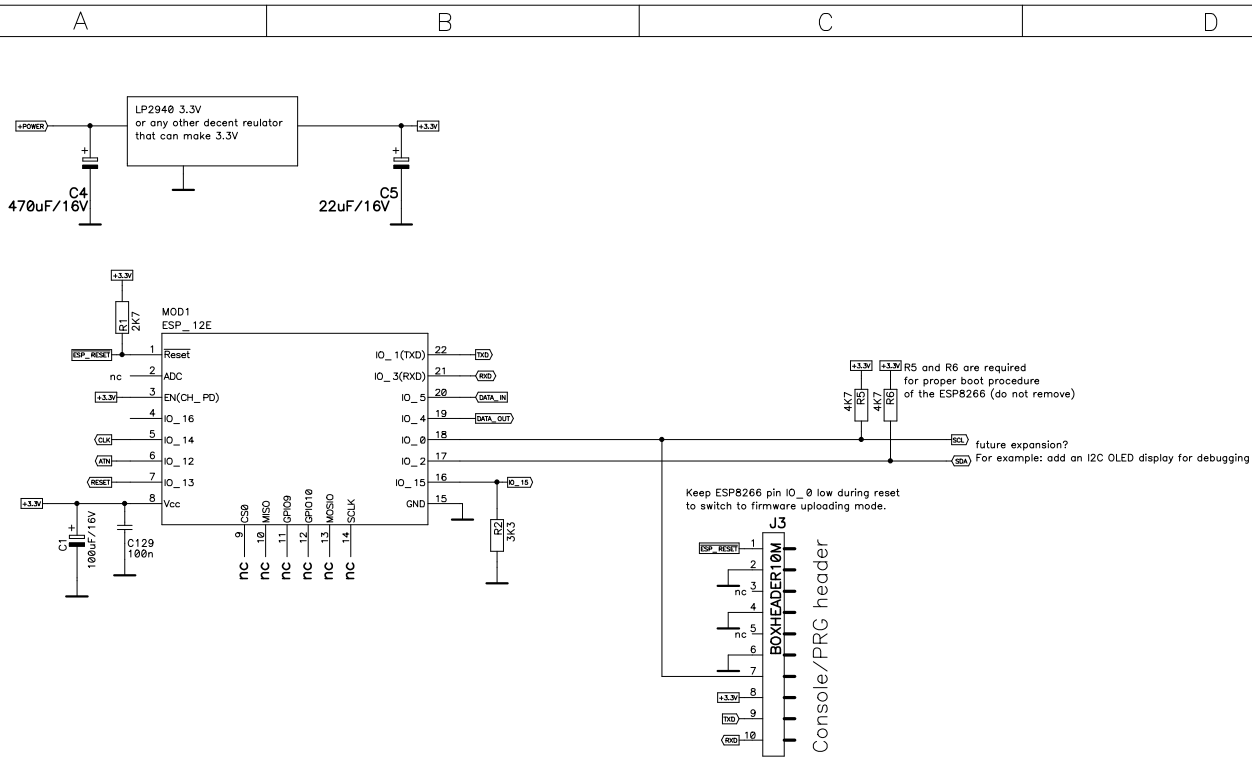 A B C D
LP2940 3.3V
or any other decent reulator
that can make 3.3V
+POWER
+3.3V
+
C4
470uF/16V
+
C5
22uF/16V
+3.3V
R1
2K7
MOD1
ESP_12E
ESP_RESET 1 Reset
nc 2 ADC
+3.3V 3 EN(CH_PD)
4 IO_16
CLK 5 IO_14
ATN 6 IO_12
RESET 7 IO_13
+3.3V 8 Vcc
IO_1(TXD) 22 TXD
IO_3(RXD) 21 RXD
IO_5 20 DATA_IN
IO_4 19 DATA_OUT
IO_0 18
IO_2 17
IO_15 16 IO_15
GND 15
CS0 9 nc
MISO 10 nc
GPIO9 11 nc
GPIO10 12 nc
MOSIO 13 nc
SCLK 14 nc
+
C1
100uF/16V
C129
100n
R2
3K3
+3.3V +3.3V
R5 and R6 are required
for proper boot procedure
of the ESP8266 (do not remove)
4K7 R5
4K7 R6
SCL
SDA
future expansion?
For example: add an I2C OLED display for debugging
Keep ESP8266 pin IO_0 low during reset
to switch to firmware uploading mode.
J3
BOXHEADER10M
Console/PRG header
ESP_RESET 1
2
nc 3
4
nc 5
6
7
+3.3V 8
TXD 9
RXD 10